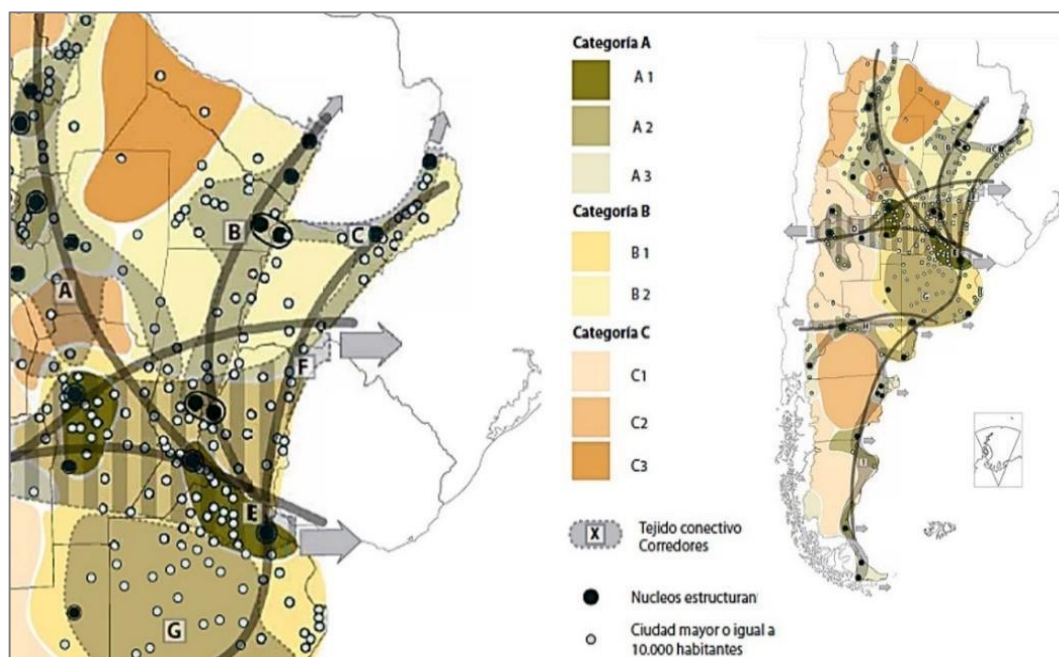 Categoría A
A 1
A 2
A 3
Categoría B
B 1
B 2
Categoría C
C1
C2
C3
X
Tejido conectivo
Corredores
Nucleos estructuran
Ciudad mayor o igual a
10.000 habitantes
B
C
A
F
E
G
A
B
C
E
G
H